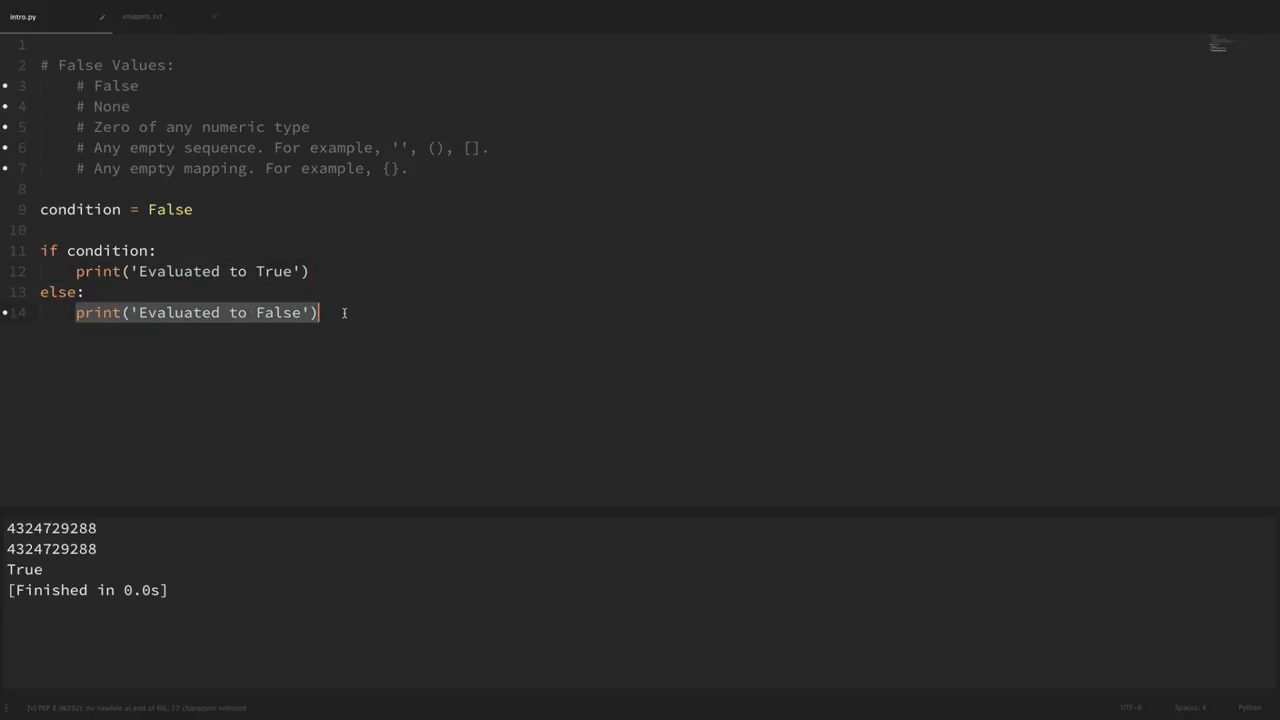 intro.py
snippets.txt
1
2 # False Values:
3 # False
4 # None
5 # Zero of any numeric type
6 # Any empty sequence. For example, '', (), [].
7 # Any empty mapping. For example, {}.
8
9 condition = False
10
11 if condition:
12 print('Evaluated to True')
13 else:
14 print('Evaluated to False')
4324729288
4324729288
True
[Finished in 0.0s]
no newline at end of file, 27 characters selected
UTF-8
Spaces: 4
Python